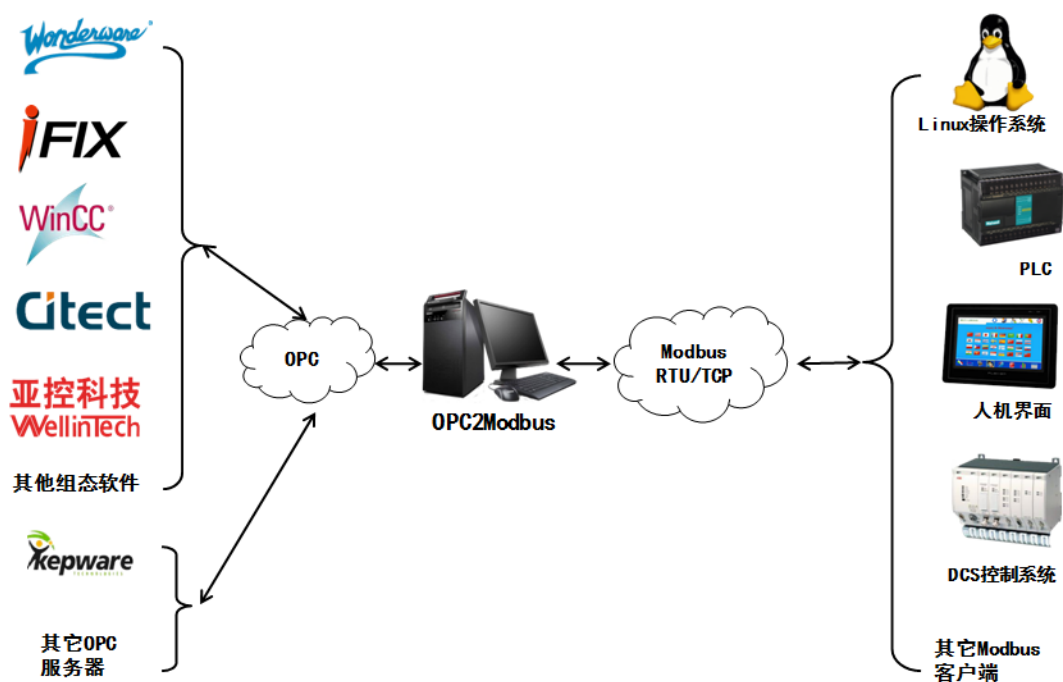 Wonderware
iFIX
WinCC
Citect
亚控科技
WellinTech
其他组态软件
kepware
TECHNOLOGIES
其它OPC
服务器
OPC
OPC2Modbus
Modbus
RTU/TCP
Linux操作系统
PLC
人机界面
DCS控制系统
其它Modbus
客户端